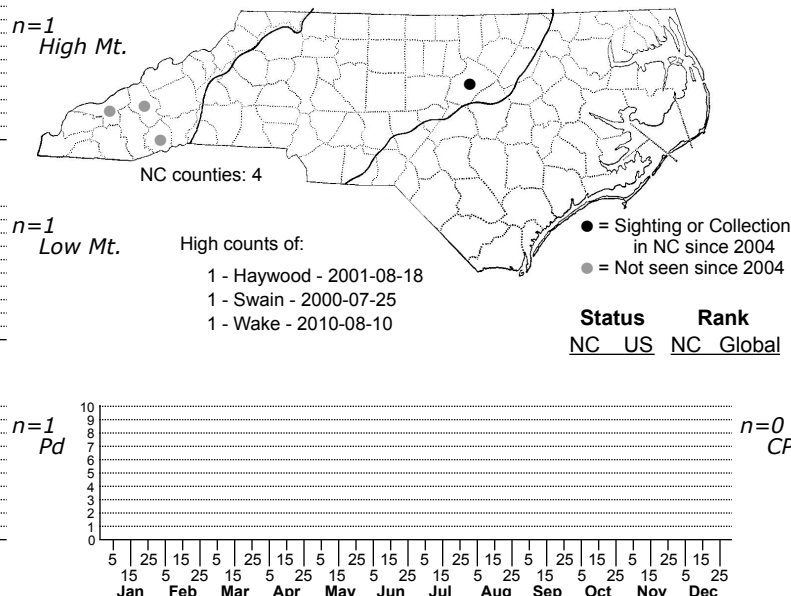 n=1
High Mt.
NC counties: 4
n=1
Low Mt.
High counts of:
1 - Haywood - 2001-08-18
1 - Swain - 2000-07-25
1 - Wake - 2010-08-10
= Sighting or Collection
in NC since 2004
= Not seen since 2004
Status Rank
NC US NC Global
n=1
Pd
10
9
8
7
6
5
4
3
2
1
0
n=0
CP
5 25 15 5 25 15 5 25 15 5 25 15 5 25 15 5 25 15
15 5 25 15 5 25 15 5 25 15 5 25 15 5 25 15 5 25
Jan Feb Mar Apr May Jun Jul Aug Sep Oct Nov Dec